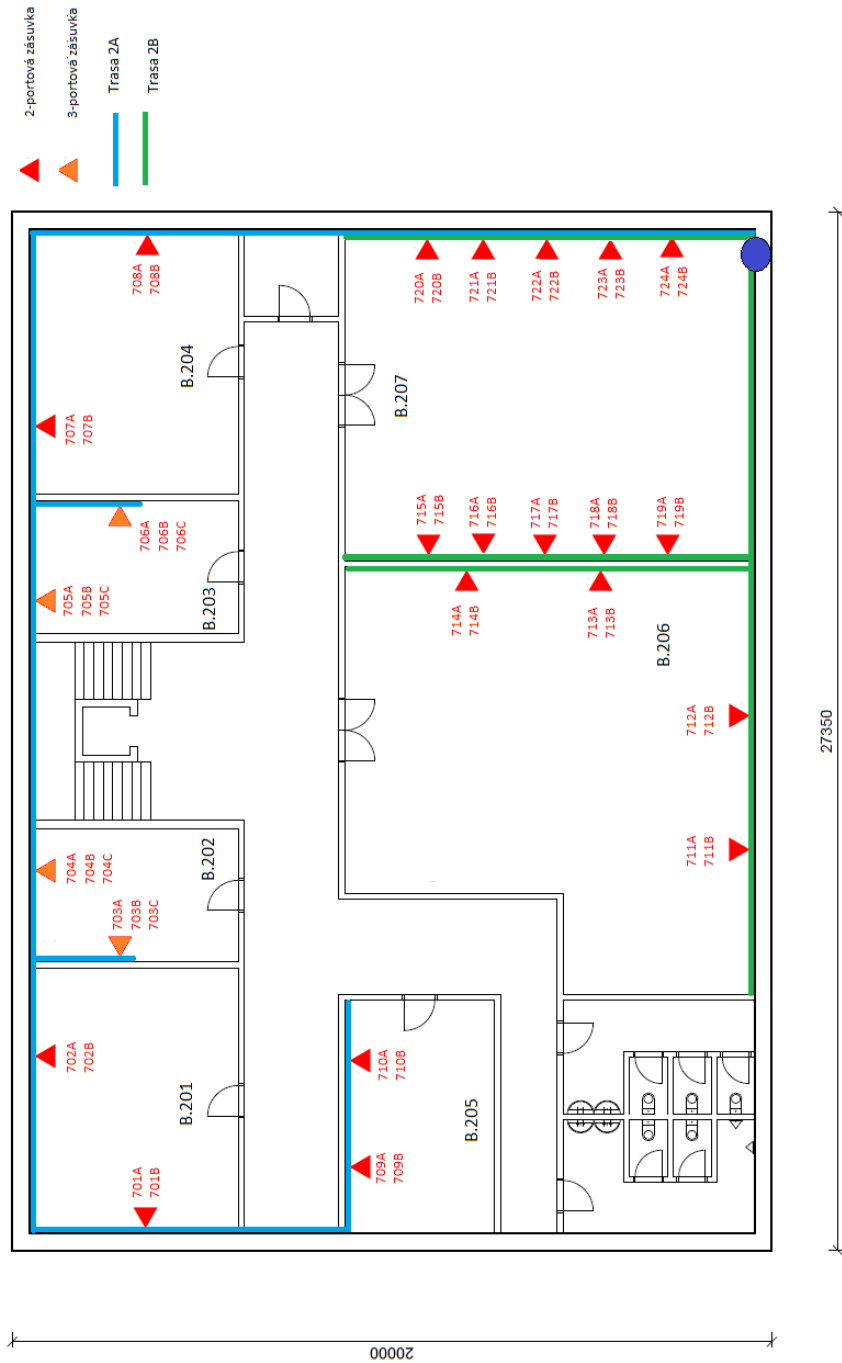 2-portová zásuvka
3-portová zásuvka
Trasa 2A
Trasa 2B
708A
708B
B.204
707A
707B
706A
706B
706C
705A
705B
705C
B.203
704A
704B
704C
B.202
703A
703B
703C
702A
702B
B.201
701A
701B
720A
720B
721A
721B
722A
722B
723A
723B
724A
724B
B.207
715A
715B
716A
716B
717A
717B
718A
718B
719A
719B
714A
714B
713A
713B
B.206
712A
712B
711A
711B
710A
710B
709A
709B
B.205
27350
20000